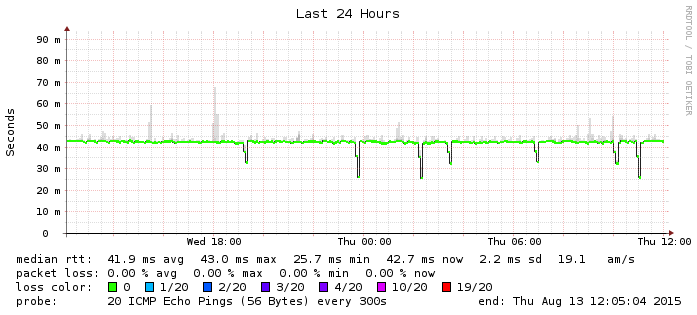 Last 24 Hours
RRDTOOL / TOBI OETIKER
Seconds
90 m
80 m
70 m
60 m
50 m
40 m
30 m
20 m
10 m
0
Wed 18:00 Thu 00:00 Thu 06:00 Thu 12:00
median rtt: 41.9 ms avg 43.0 ms max 25.7 ms min 42.7 ms now 2.2 ms sd 19.1 am/s
packet loss: 0.00 % avg 0.00 % max 0.00 % min 0.00 % now
loss color: 0 1/20 2/20 3/20 4/20 10/20 19/20
probe: 20 ICMP Echo Pings (56 Bytes) every 300s end: Thu Aug 13 12:05:04 2015